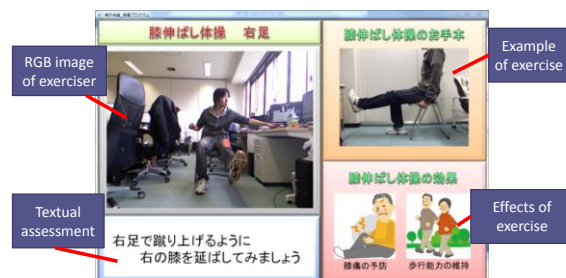 膝伸ばし体操 右足
膝伸ばし体操のお手本
RGB image
of exerciser
Example
of exercise
膝伸ばし体操の効果
Textual
assessment
右足で蹴り上げるように
右の膝を延ばしてみましょう
膝痛の予防
歩行能力の維持
Effects of
exercise